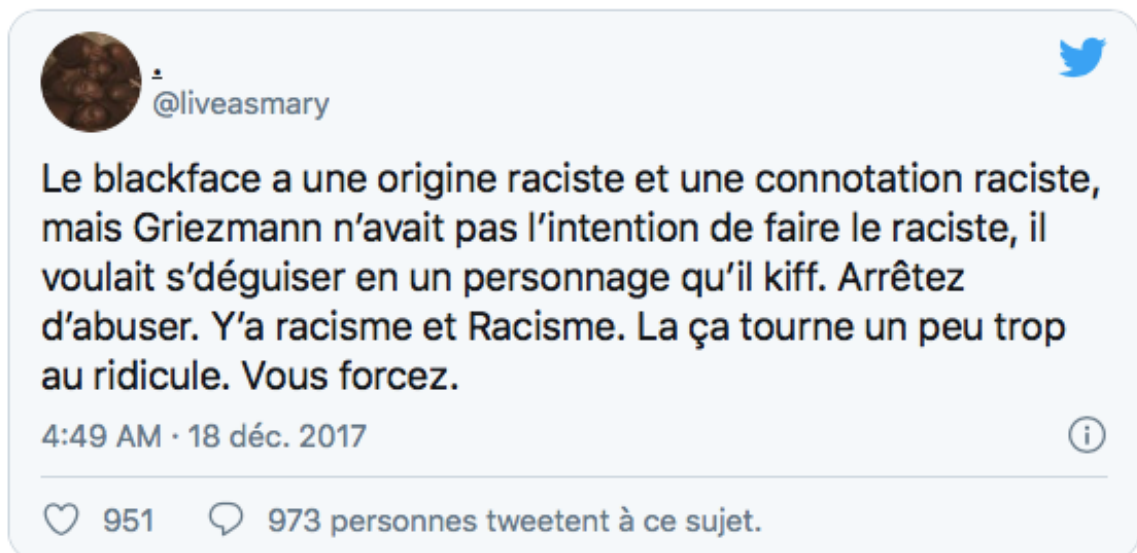 .
@liveasmary
Le blackface a une origine raciste et une connotation raciste,
mais Griezmann n’avait pas l’intention de faire le raciste, il
voulait s’déguiser en un personnage qu’il kiff. Arrêtez
d’abuser. Y’a racisme et Racisme. La ça tourne un peu trop
au ridicule. Vous forcez.
4:49 AM · 18 déc. 2017
951 973 personnes tweetent à ce sujet.